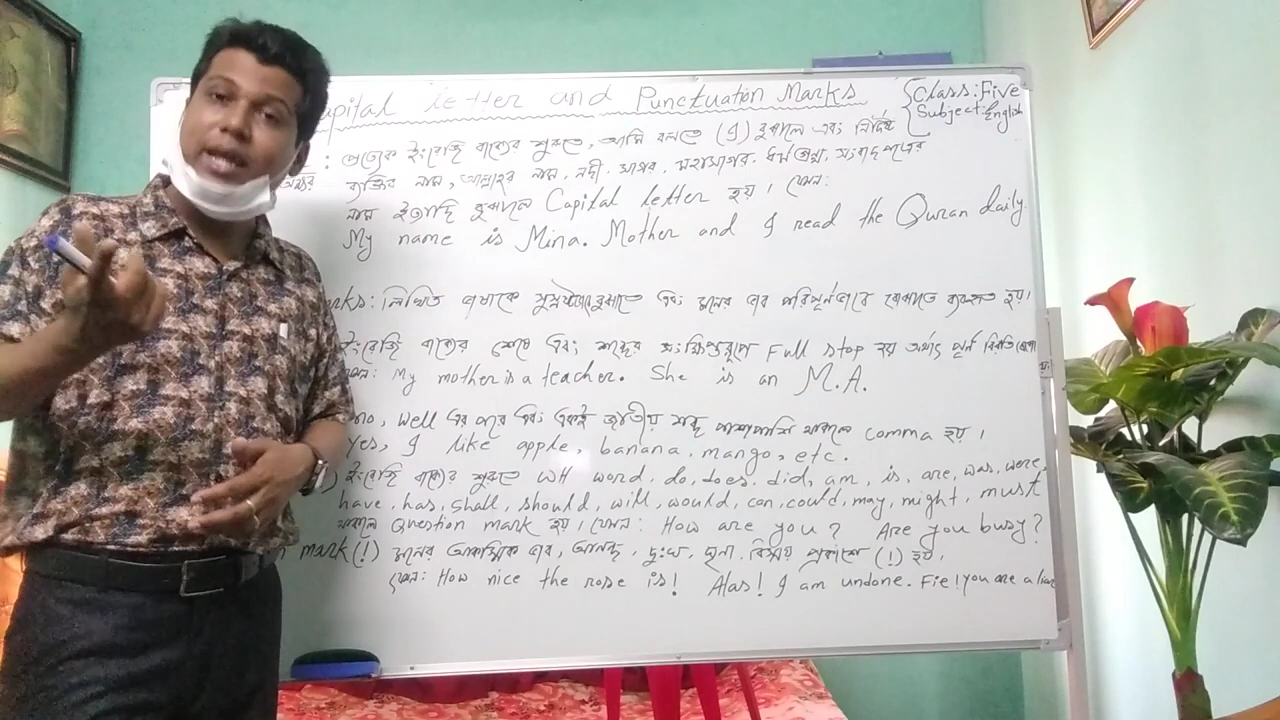 apital letter and Punctuation Marks
Class: Five
Subject: English
: প্রত্যেক ইংরেজি বাক্যের শুরুতে, আমি বলতে (I) বুঝালে এবং নির্দিষ্ট
ব্যক্তির নাম, আল্লাহর নাম, নদী, সাগর, মহাসাগর, ধর্মগ্রন্থ, সংবাদপত্রের
নাম ইত্যাদি বুঝালে Capital letter হয়। যেমন:
My name is Mina. Mother and I read the Quran daily.
rks: লিখিত ভাষাকে বুঝাতে এবং মনের ভাব পরিপূর্ণভাবে বোঝাতে ব্যবহৃত হয়।
ইংরেজি বাক্যের শেষে এবং শব্দের সংক্ষিপ্তরূপে Full stop হয় অর্থাৎ পূর্ন বিরতি
: My mother is a teacher. She is an M.A.
no, Well এর পরে এবং একই জাতীয় শব্দ পাশাপাশি থাকলে comma হয়।
yes, I like apple, banana, mango, etc.
) ইংরেজি বাক্যের শুরুতে WH word, do, does, did, am, is, are, was, were,
have, has, shall, should, will, would, can, could, may, might, must
থাকলে Question mark হয়। যেমন: How are you? Are you busy?
n mark (!) মনের আকস্মিক ভাব, আনন্দ, দুঃখ, ঘৃনা, বিস্ময় প্রকাশে (!) হয়।
যেমন: How nice the rose is! Alas! I am undone. Fie! you are a liar